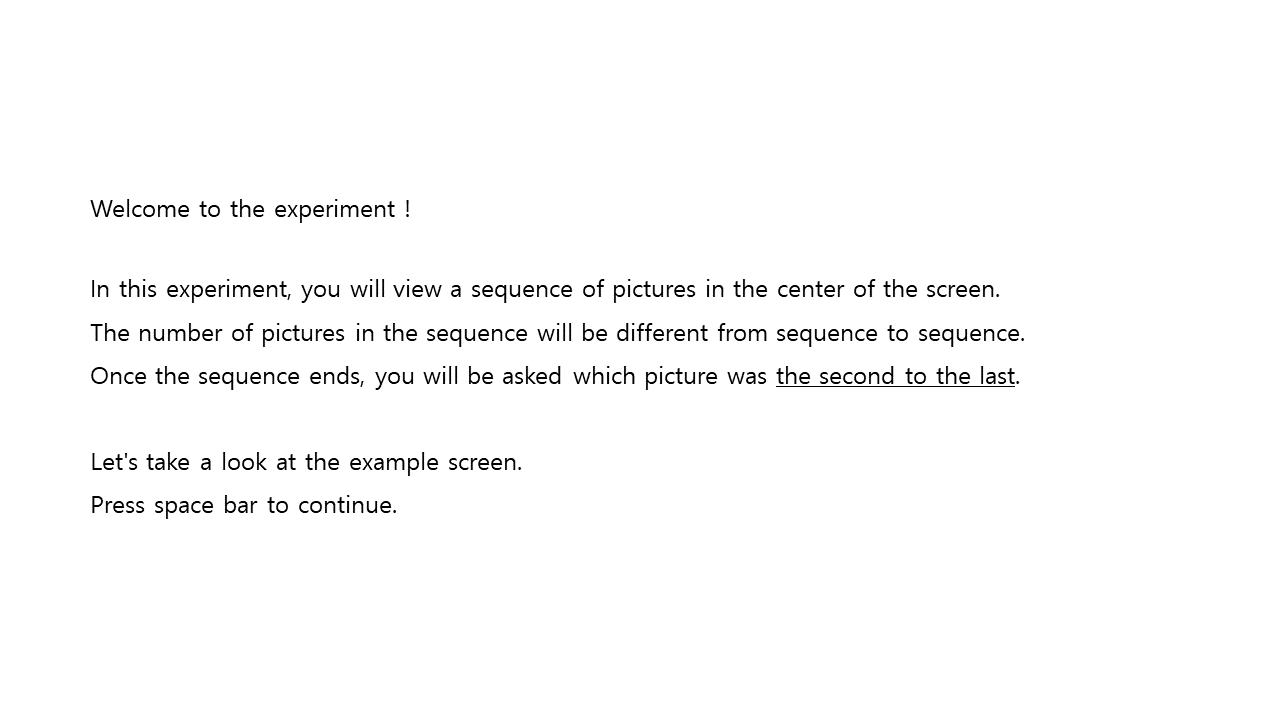 Welcome to the experiment !
In this experiment, you will view a sequence of pictures in the center of the screen.
The number of pictures in the sequence will be different from sequence to sequence.
Once the sequence ends, you will be asked which picture was the second to the last.
Let's take a look at the example screen.
Press space bar to continue.